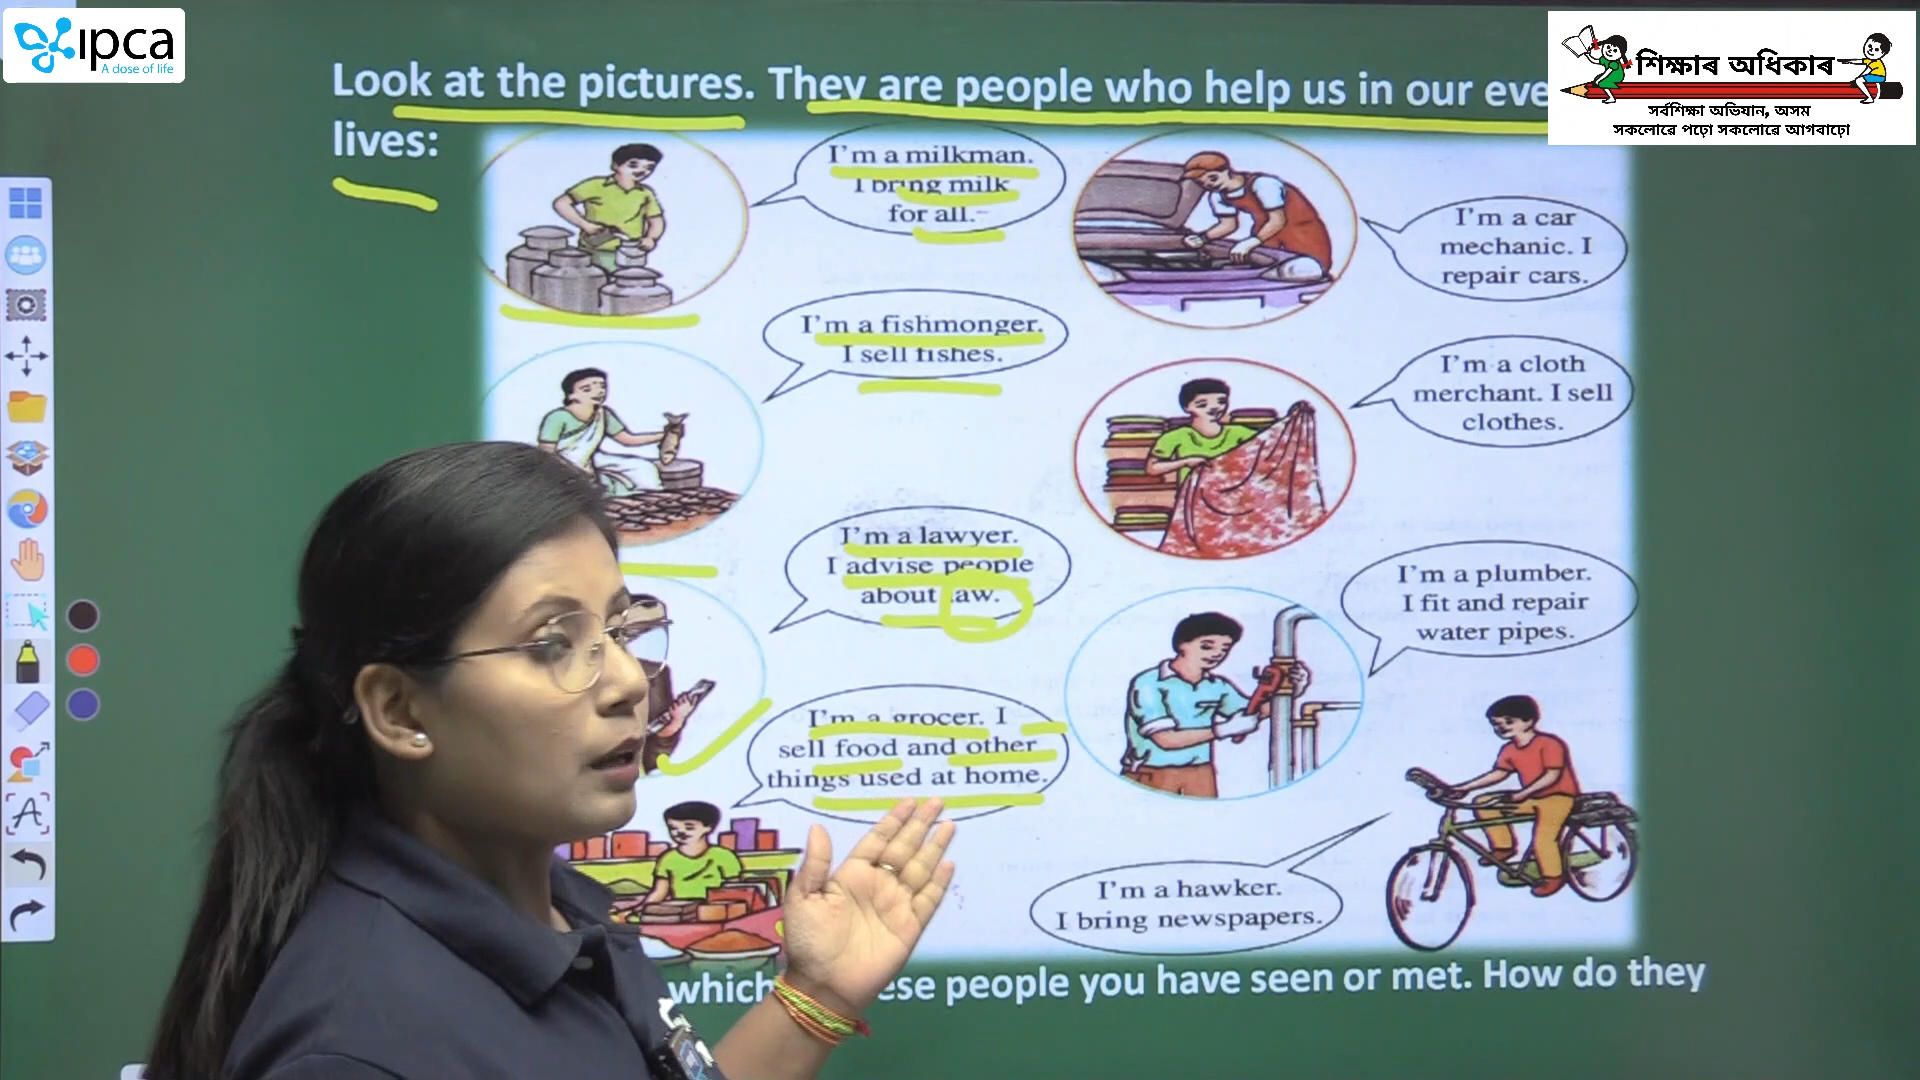 ipca
A dose of life
শিক্ষাৰ অধিকাৰ
সৰ্বশিক্ষা অভিযান, অসম
সকলোৱে পঢ়ো সকলোৱে আগবাঢ়ো
Look at the pictures. They are people who help us in our eve
lives:
I'm a milkman.
I bring milk
for all.
I'm a car
mechanic. I
repair cars.
I'm a fishmonger.
I sell fishes.
I'm a cloth
merchant. I sell
clothes.
I'm a lawyer.
I advise people
about law.
I'm a plumber.
I fit and repair
water pipes.
I'm a grocer. I
sell food and other
things used at home.
I'm a hawker.
I bring newspapers.
which ese people you have seen or met. How do they
A